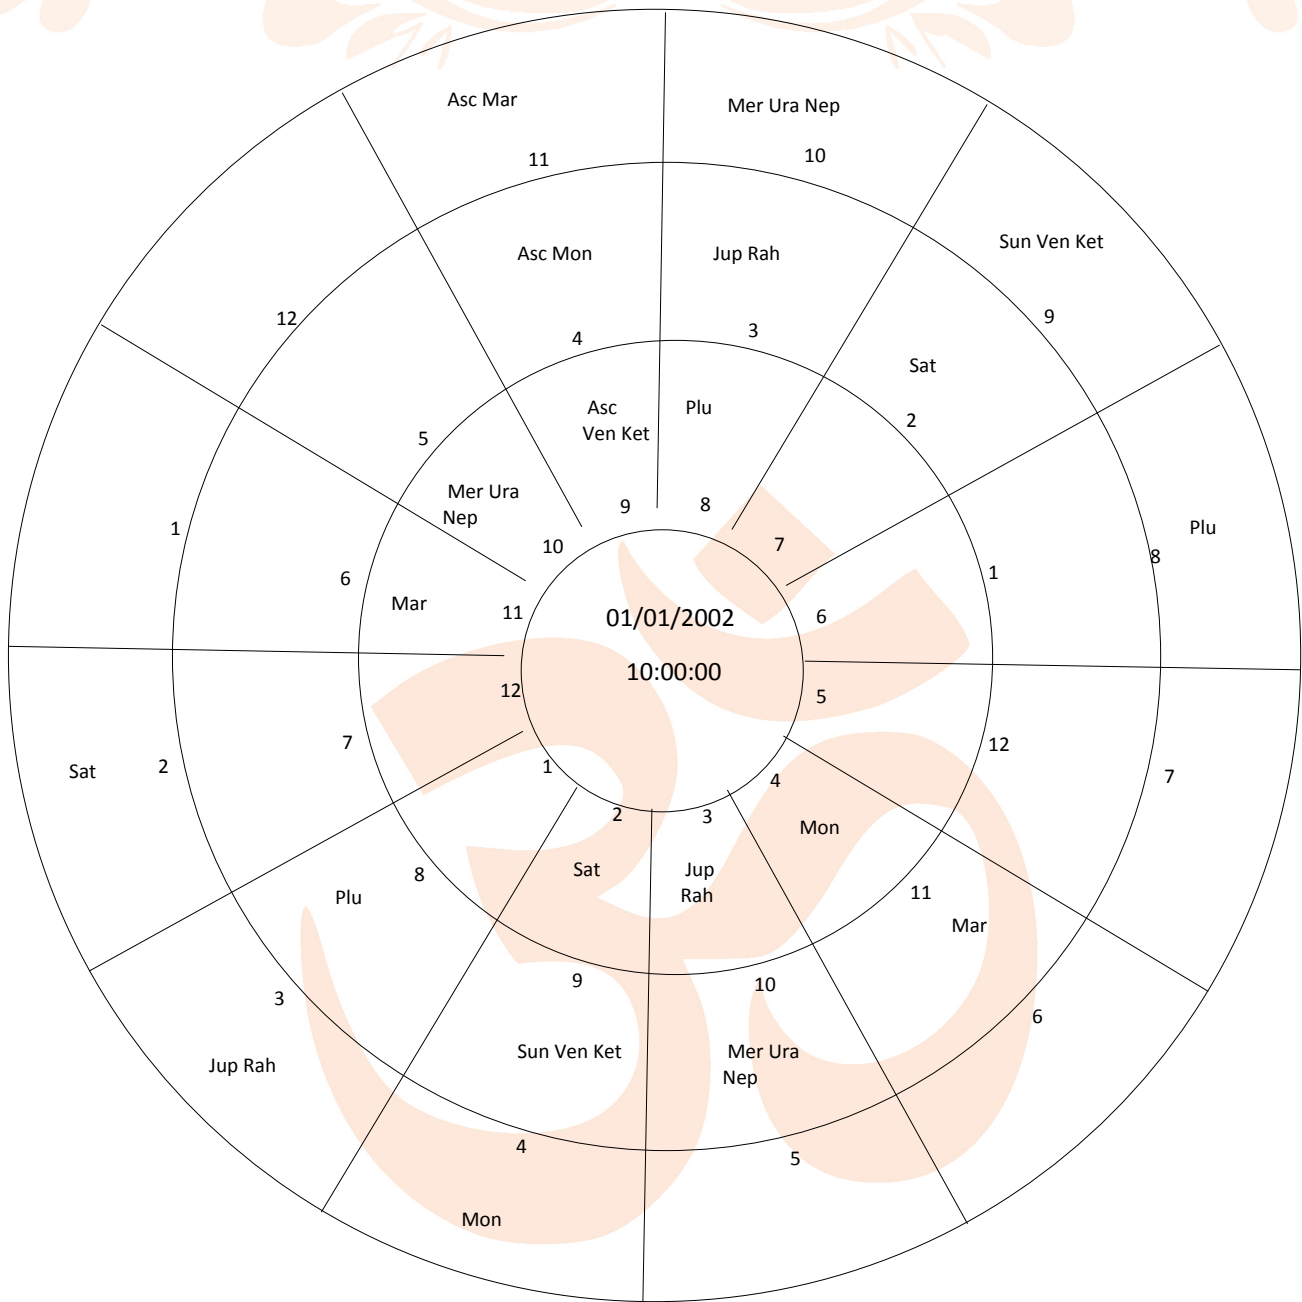 Asc Mar
Mer Ura Nep
11
10
Sun Ven Ket
Asc Mon
Jup Rah
12
9
4
3
Sat
5
2
Asc
Ven Ket
Plu
Mer Ura
Nep
9
8
1
10
7
8
Plu
6
Mar
11
1
01/01/2002
6
10:00:00
12
5
7
12
Sat
2
1
4
7
2
3
Mon
8
Sat
Jup
Rah
11
Plu
Mar
3
9
10
6
Jup Rah
Sun Ven Ket
Mer Ura
Nep
4
5
Mon